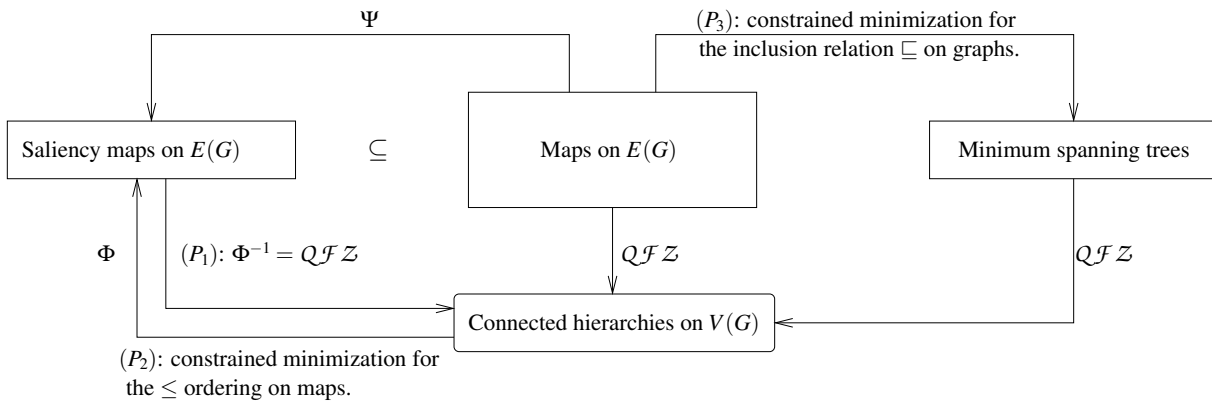 Ψ
(P₃): constrained minimization for
the inclusion relation ⊑ on graphs.
Saliency maps on E(G)
⊆
Maps on E(G)
Minimum spanning trees
Φ
(P₁): Φ⁻¹ = QFZ
QFZ
QFZ
Connected hierarchies on V(G)
(P₂): constrained minimization for
the ≤ ordering on maps.